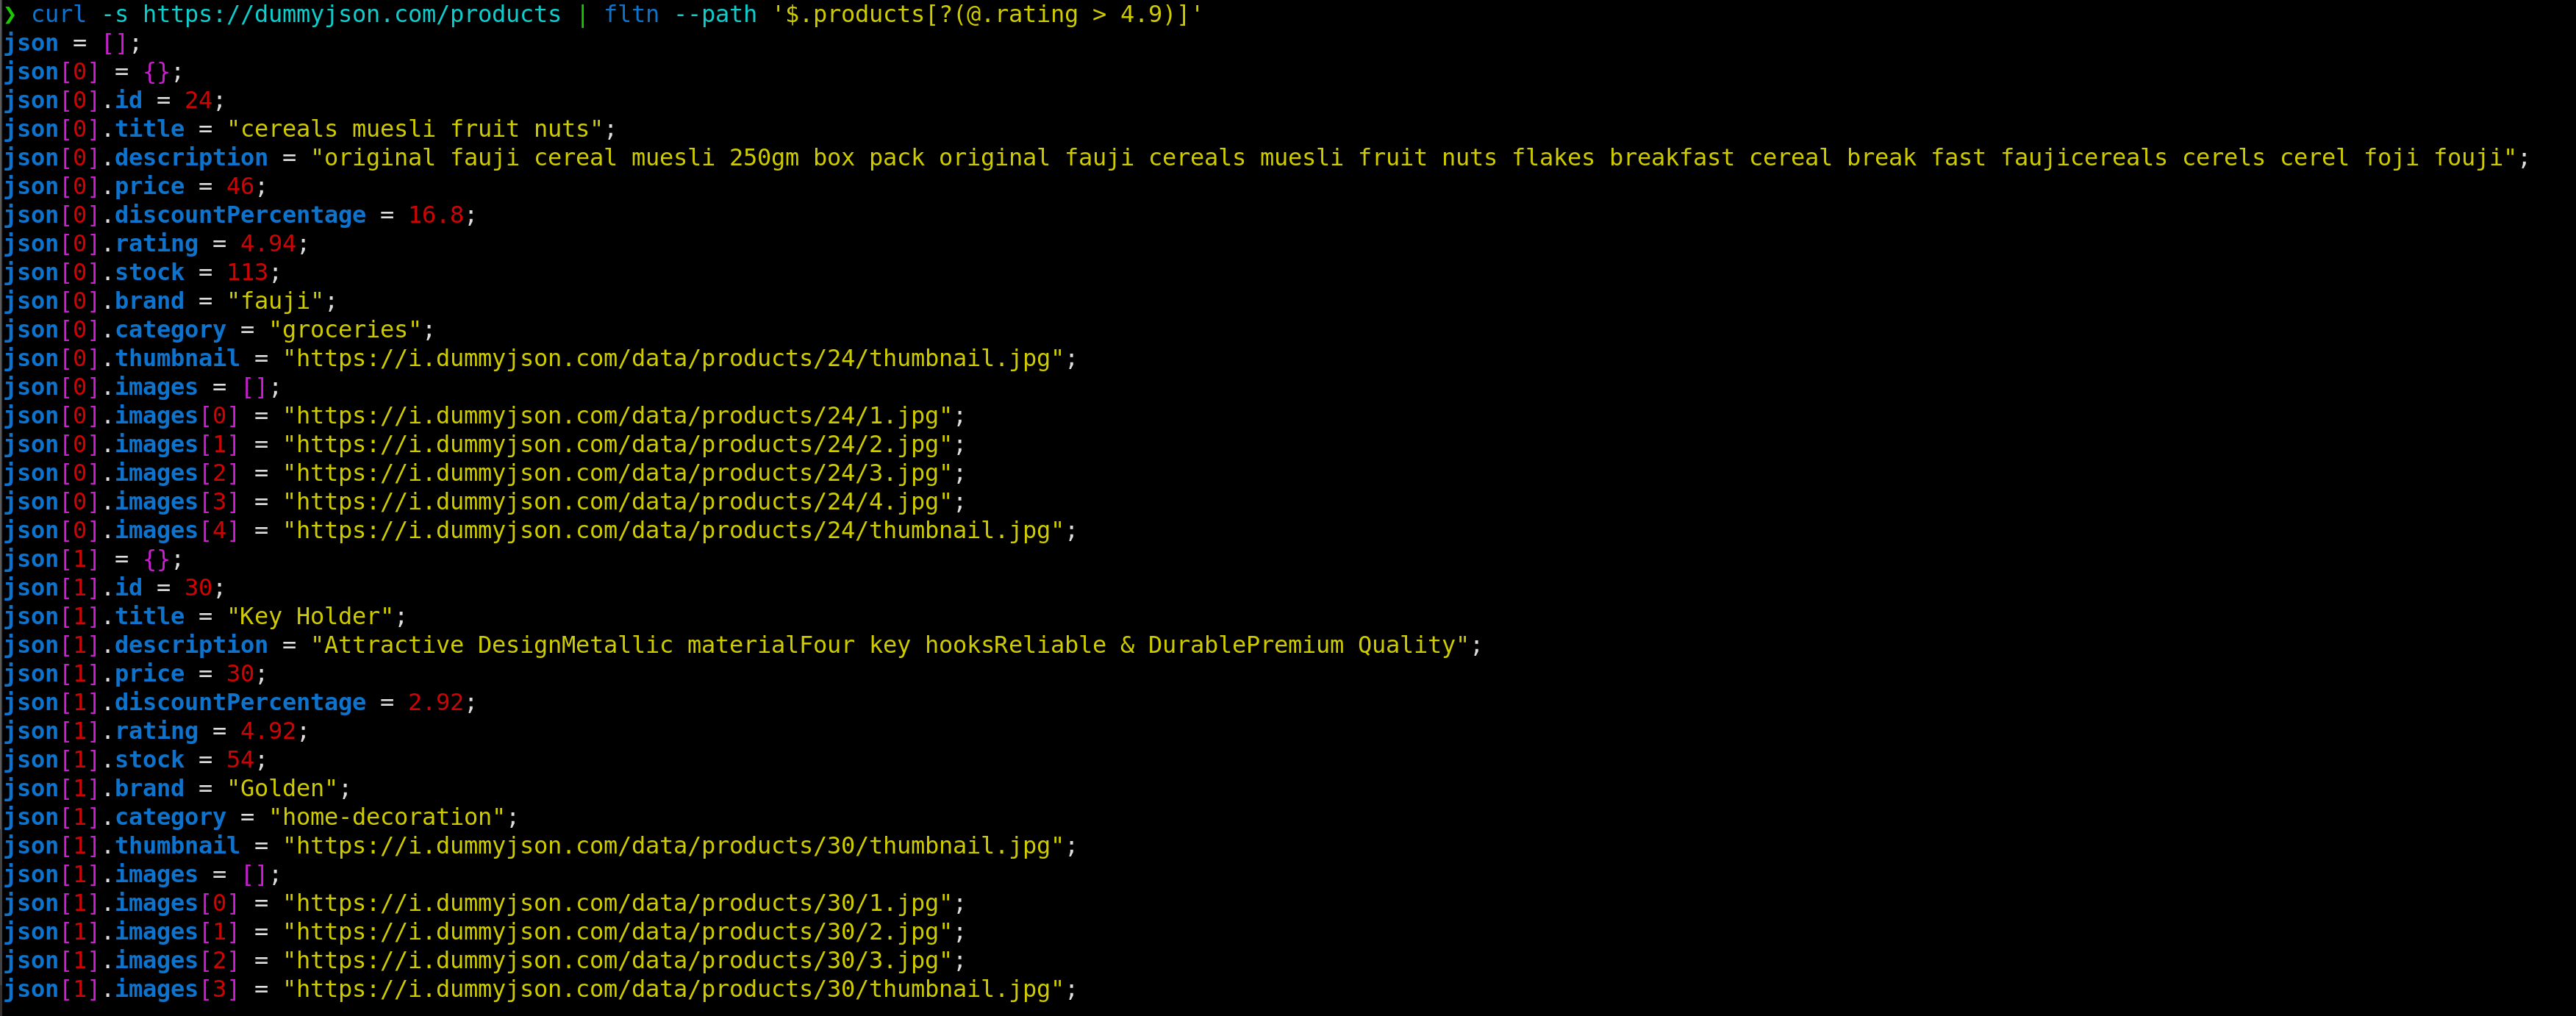 ❯ curl -s https://dummyjson.com/products | fltn --path '$.products[?(@.rating > 4.9)]'
json = [];
json[0] = {};
json[0].id = 24;
json[0].title = "cereals muesli fruit nuts";
json[0].description = "original fauji cereal muesli 250gm box pack original fauji cereals muesli fruit nuts flakes breakfast cereal break fast faujicereals cerels cerel foji fouji";
json[0].price = 46;
json[0].discountPercentage = 16.8;
json[0].rating = 4.94;
json[0].stock = 113;
json[0].brand = "fauji";
json[0].category = "groceries";
json[0].thumbnail = "https://i.dummyjson.com/data/products/24/thumbnail.jpg";
json[0].images = [];
json[0].images[0] = "https://i.dummyjson.com/data/products/24/1.jpg";
json[0].images[1] = "https://i.dummyjson.com/data/products/24/2.jpg";
json[0].images[2] = "https://i.dummyjson.com/data/products/24/3.jpg";
json[0].images[3] = "https://i.dummyjson.com/data/products/24/4.jpg";
json[0].images[4] = "https://i.dummyjson.com/data/products/24/thumbnail.jpg";
json[1] = {};
json[1].id = 30;
json[1].title = "Key Holder";
json[1].description = "Attractive DesignMetallic materialFour key hooksReliable & DurablePremium Quality";
json[1].price = 30;
json[1].discountPercentage = 2.92;
json[1].rating = 4.92;
json[1].stock = 54;
json[1].brand = "Golden";
json[1].category = "home-decoration";
json[1].thumbnail = "https://i.dummyjson.com/data/products/30/thumbnail.jpg";
json[1].images = [];
json[1].images[0] = "https://i.dummyjson.com/data/products/30/1.jpg";
json[1].images[1] = "https://i.dummyjson.com/data/products/30/2.jpg";
json[1].images[2] = "https://i.dummyjson.com/data/products/30/3.jpg";
json[1].images[3] = "https://i.dummyjson.com/data/products/30/thumbnail.jpg";